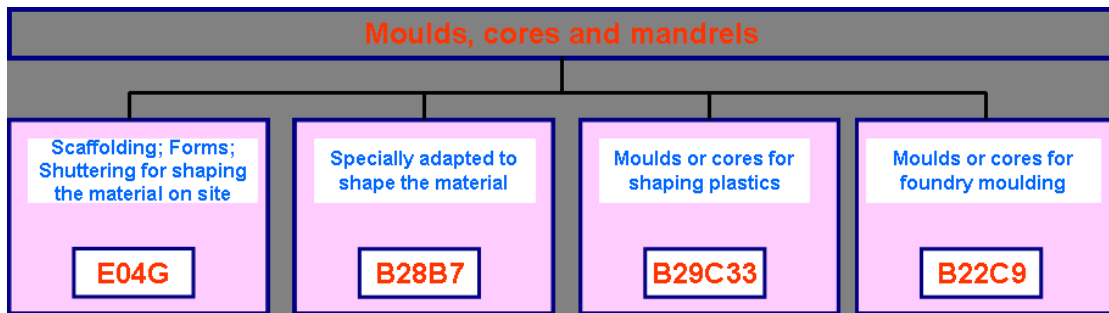 Moulds, cores and mandrels
Scaffolding; Forms;
Shuttering for shaping
the material on site
E04G
Specially adapted to
shape the material
B28B7
Moulds or cores for
shaping plastics
B29C33
Moulds or cores for
foundry moulding
B22C9